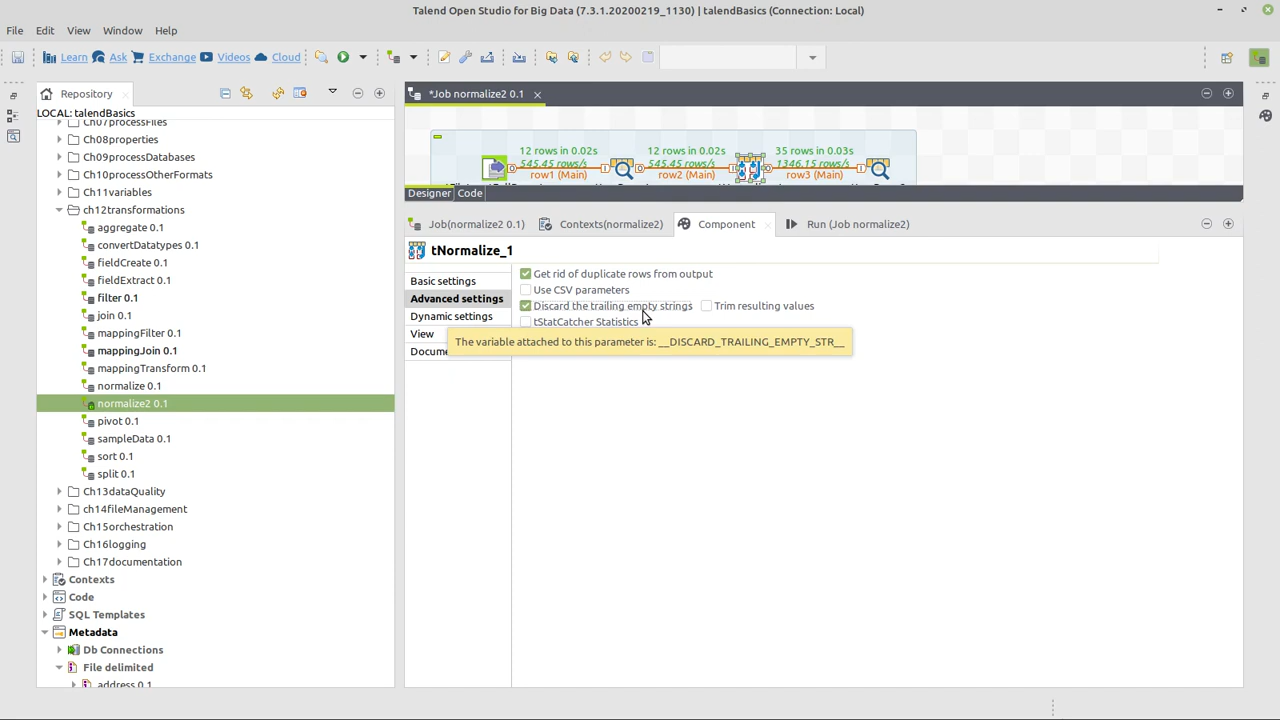 Talend Open Studio for Big Data (7.3.1.20200219_1130) | talendBasics (Connection: Local)
File Edit View Window Help
Learn Ask Exchange Videos Cloud
Repository
LOCAL: talendBasics
Ch07processFiles
Ch08properties
Ch09processDatabases
Ch10processOtherFormats
Ch11variables
ch12transformations
aggregate 0.1
convertDatatypes 0.1
fieldCreate 0.1
fieldExtract 0.1
filter 0.1
join 0.1
mappingFilter 0.1
mappingJoin 0.1
mappingTransform 0.1
normalize 0.1
normalize2 0.1
pivot 0.1
sampleData 0.1
sort 0.1
split 0.1
Ch13dataQuality
ch14fileManagement
Ch15orchestration
Ch16logging
Ch17documentation
Contexts
Code
SQL Templates
Metadata
Db Connections
File delimited
address 0.1
*Job normalize2 0.1
12 rows in 0.02s 12 rows in 0.02s 35 rows in 0.03s
545.45 rows/s 545.45 rows/s 1346.15 rows/s
row1 (Main) row2 (Main) row3 (Main)
Designer Code
Job(normalize2 0.1) Contexts(normalize2) Component Run (Job normalize2)
tNormalize_1
Basic settings
Advanced settings
Dynamic settings
View
Docume
Get rid of duplicate rows from output
Use CSV parameters
Discard the trailing empty strings Trim resulting values
tStatCatcher Statistics
The variable attached to this parameter is: __DISCARD_TRAILING_EMPTY_STR__